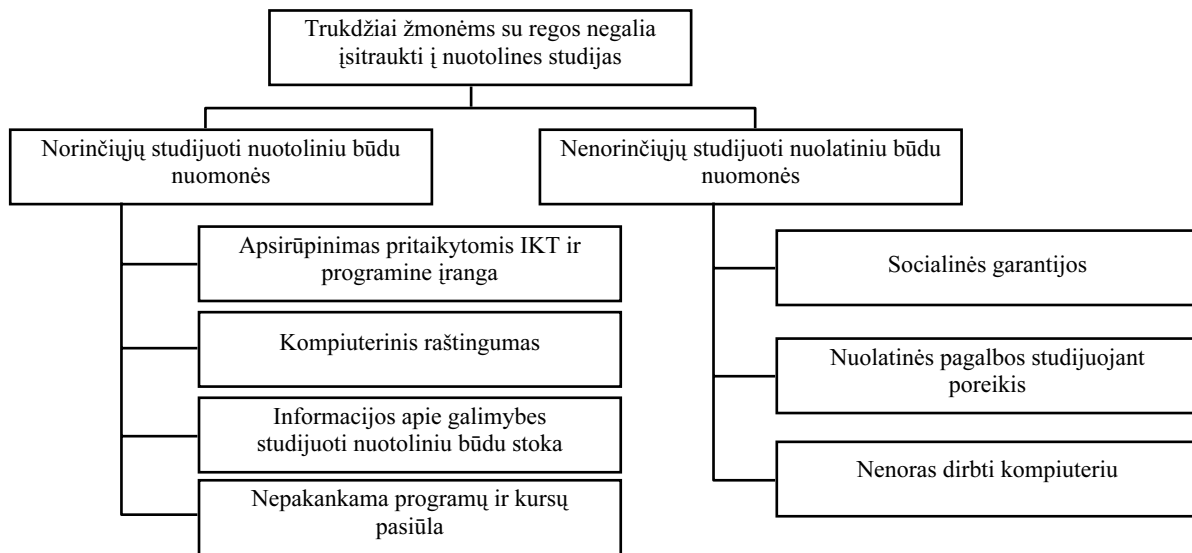 Trukdžiai žmonėms su regos negalia
įsitraukti į nuotolines studijas
Norinčiųjų studijuoti nuotoliniu būdu
nuomonės
Apsirūpinimas pritaikytomis IKT ir
programine įranga
Kompiuterinis raštingumas
Informacijos apie galimybes
studijuoti nuotoliniu būdu stoka
Nepakankama programų ir kursų
pasiūla
Nenorinčiųjų studijuoti nuolatiniu būdu
nuomonės
Socialinės garantijos
Nuolatinės pagalbos studijuojant
poreikis
Nenoras dirbti kompiuteriu